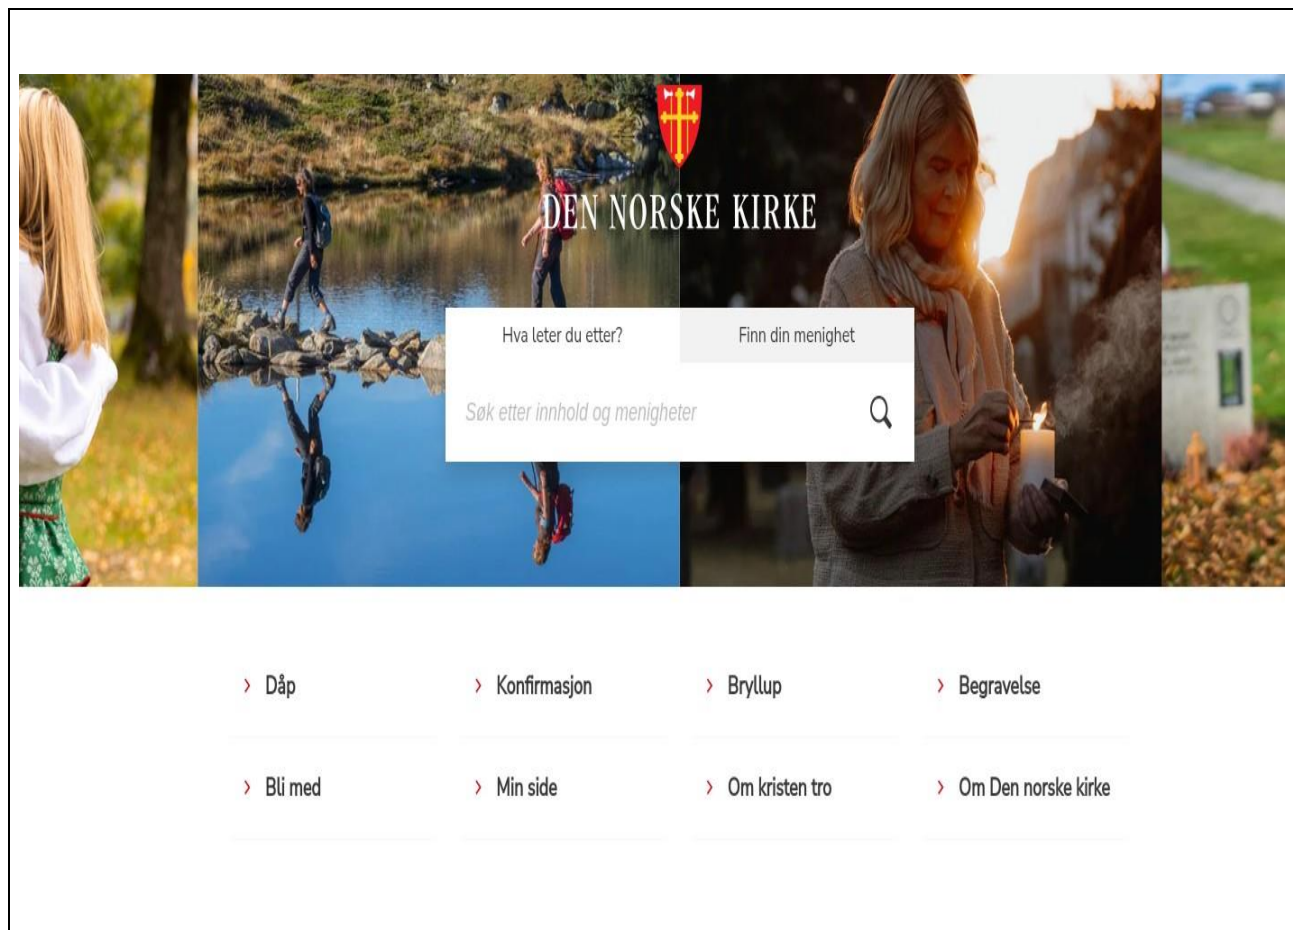 DEN NORSKE KIRKE
Hva leter du etter?
Finn din menighet
Søk etter innhold og menigheter
Dåp
Konfirmasjon
Bryllup
Begravelse
Bli med
Min side
Om kristen tro
Om Den norske kirke